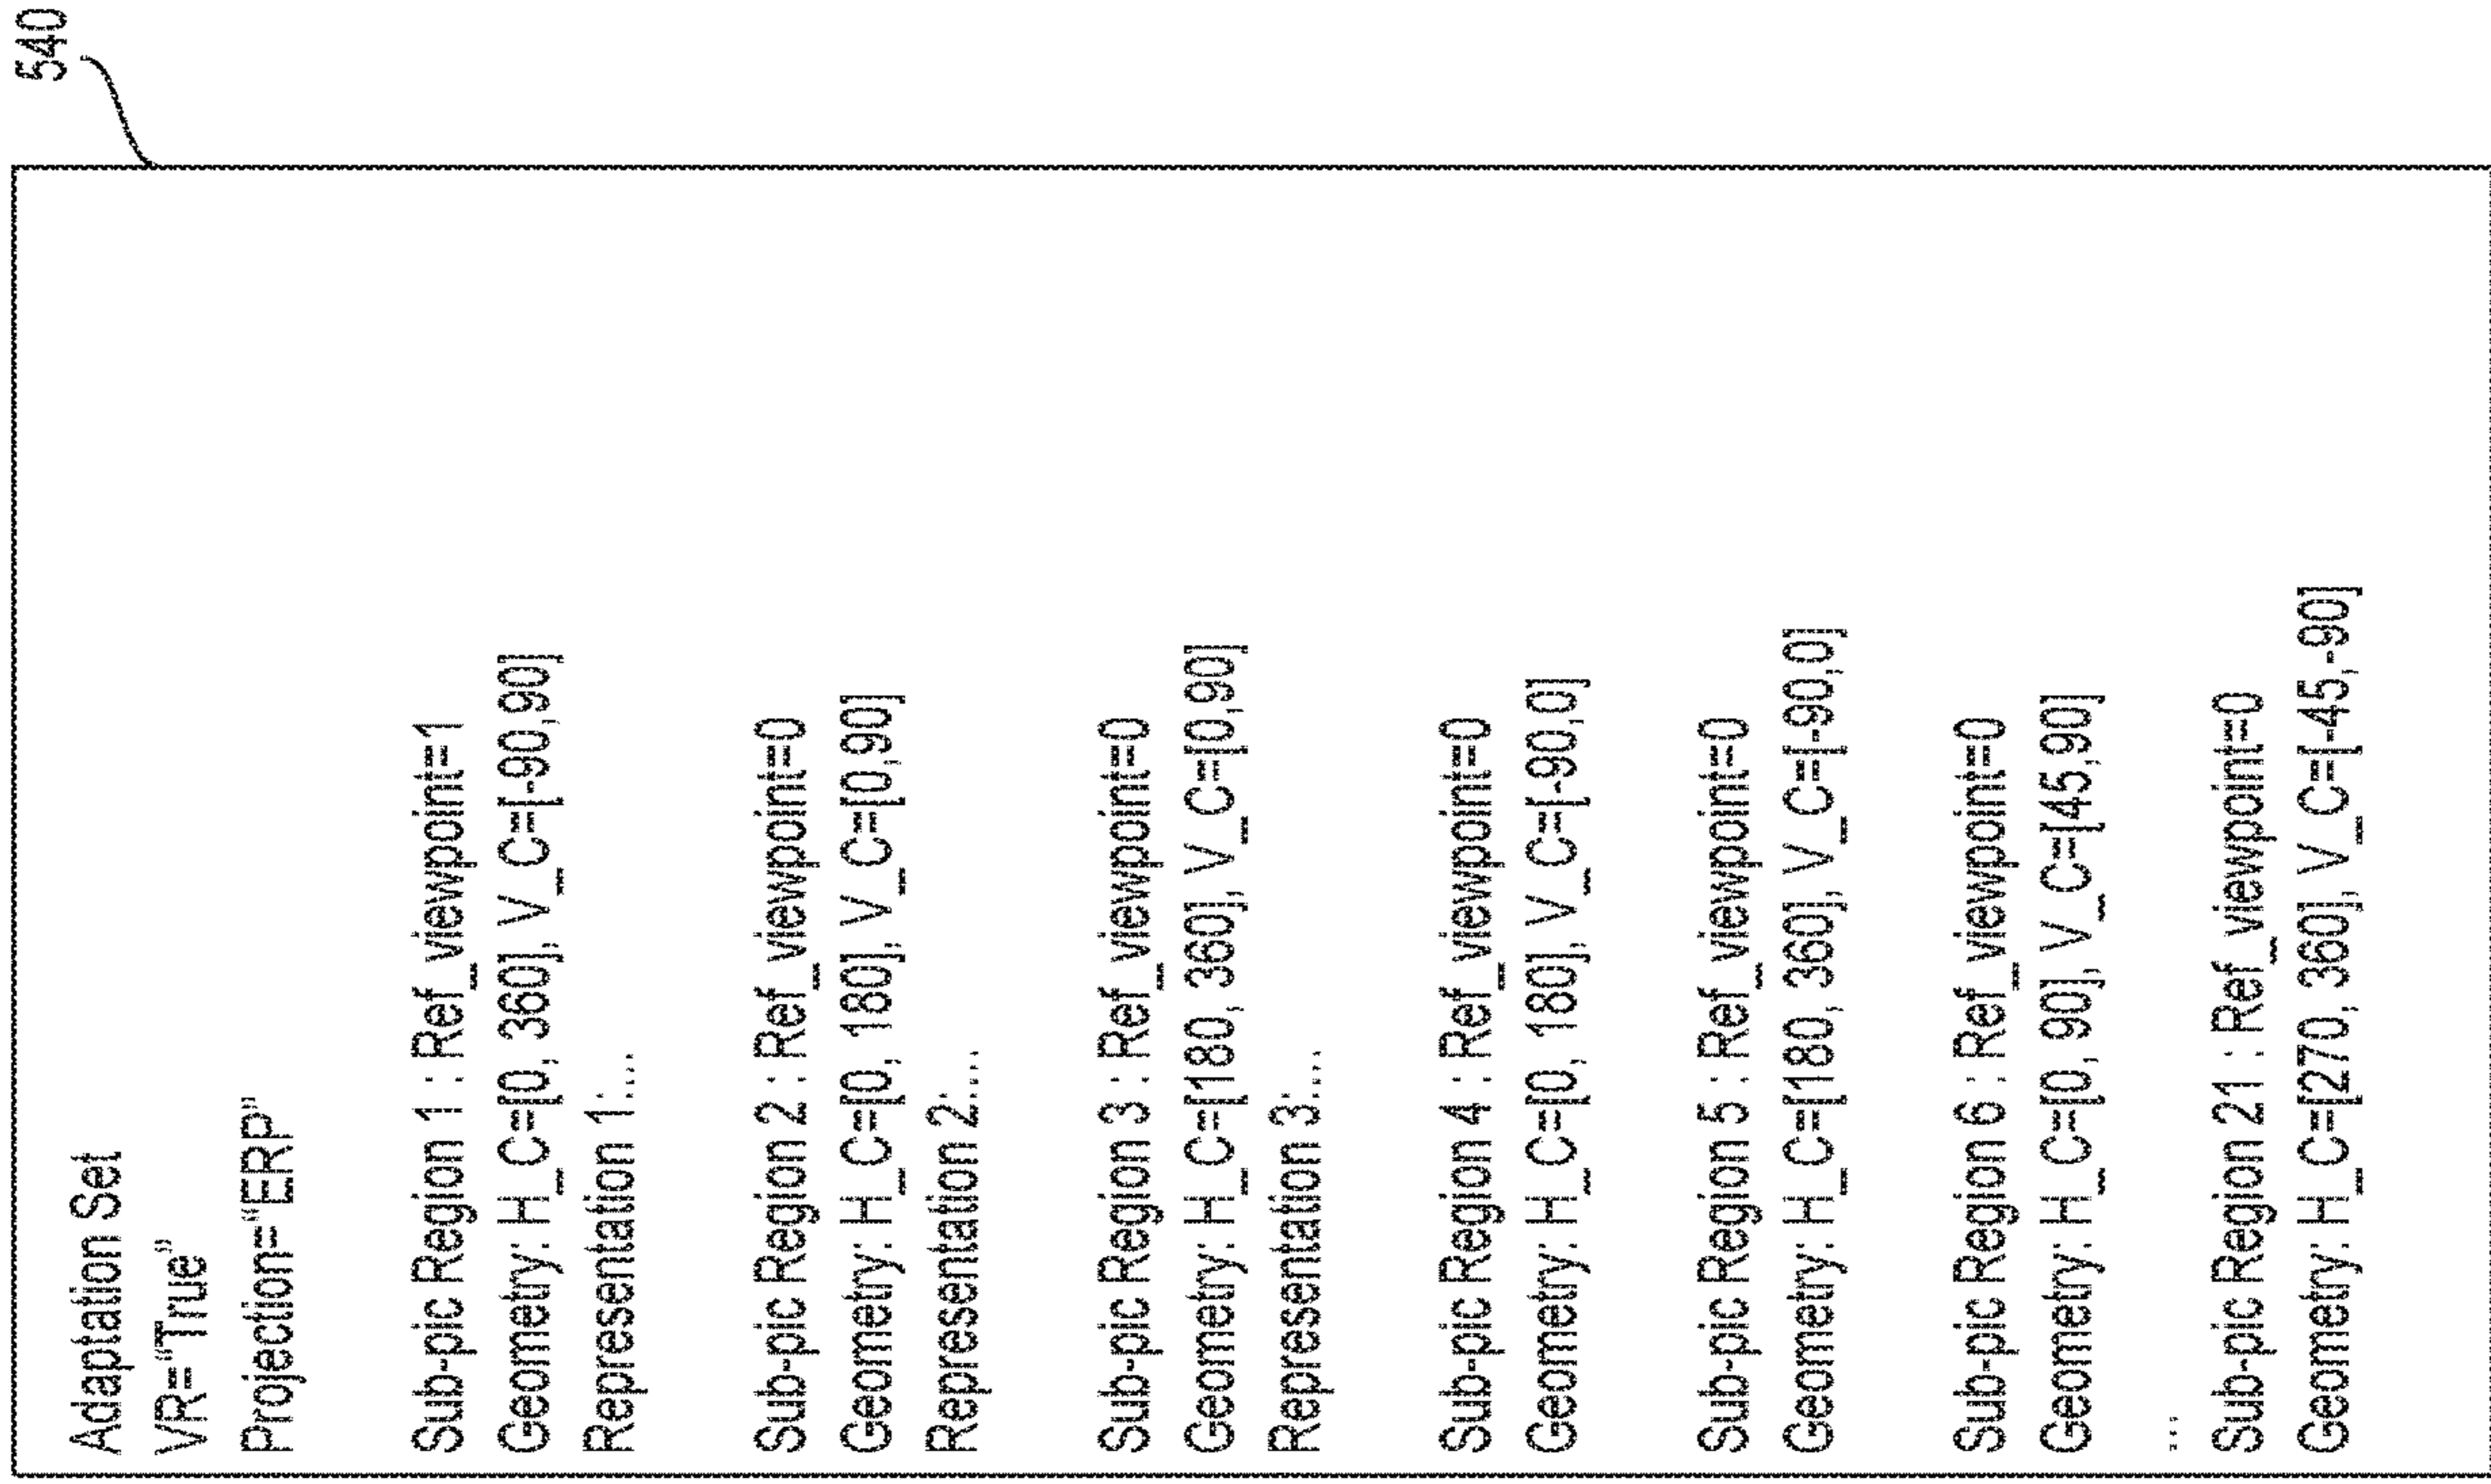 540
Adaptation Set
VR="True"
Projection="ERP"
Sub-pic Region 1 : Ref_viewpoint=1
Geometry: H_C=[0, 360], V_C=[-90,90]
Representation 1:...
Sub-pic Region 2 : Ref_viewpoint=0
Geometry: H_C=[0, 180], V_C=[0,90]
Representation 2:...
Sub-pic Region 3 : Ref_viewpoint=0
Geometry: H_C=[180, 360], V_C=[0,90]
Representation 3:...
Sub-pic Region 4 : Ref_viewpoint=0
Geometry: H_C=[0, 180], V_C=[-90,0]
Sub-pic Region 5 : Ref_viewpoint=0
Geometry: H_C=[180, 360], V_C=[-90,0]
Sub-pic Region 6 : Ref_viewpoint=0
Geometry: H_C=[0, 90], V_C=[45,90]
...
Sub-pic Region 21 : Ref_viewpoint=0
Geometry: H_C=[270, 360], V_C=[-45,-90]